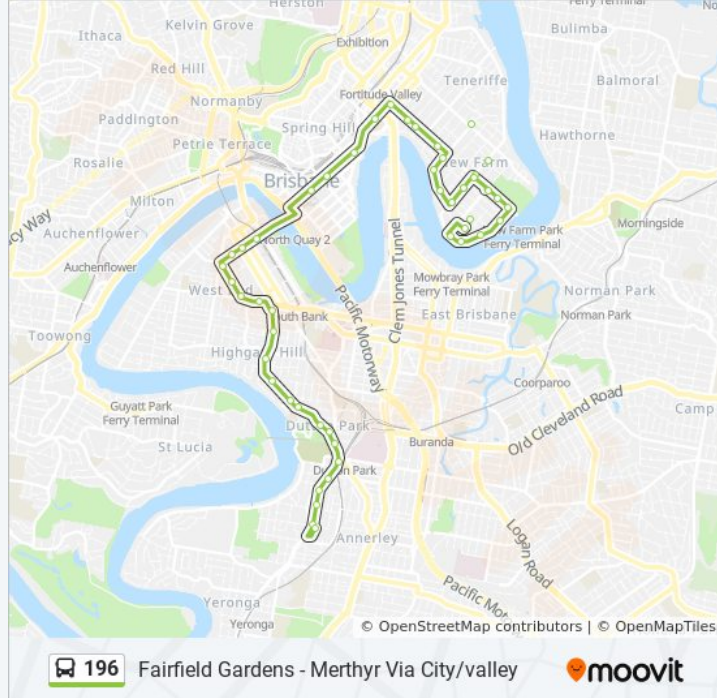 Herston
Ferry Terminal
Kelvin Grove
Ithaca
Exhibition
Bulimba
Red Hill
Teneriffe
Balmoral
Normanby
Fortitude Valley
Paddington
Spring Hill
Hawthorne
Petrie Terrace
Rosalie
New Farm
Brisbane
Milton
Auchenflower
North Quay 2
Morningside
Farm Park
Ferry Terminal
Auchenflower
Clem Jones Tunnel
Mowbray Park
Ferry Terminal
Norman Park
Pacific Motorway
South Bank
East Brisbane
Norman Park
Toowong
Highgate Hill
Coorparoo
Guyatt Park
Ferry Terminal
Old Cleveland Road
Camp
Dutton Park
Buranda
St Lucia
Dutton Park
Logan Road
Annerley
Pacific
Yeronga
Yeronga
© OpenStreetMap contributors | © OpenMapTiles
196 Fairfield Gardens - Merthyr Via City/valley
moovit